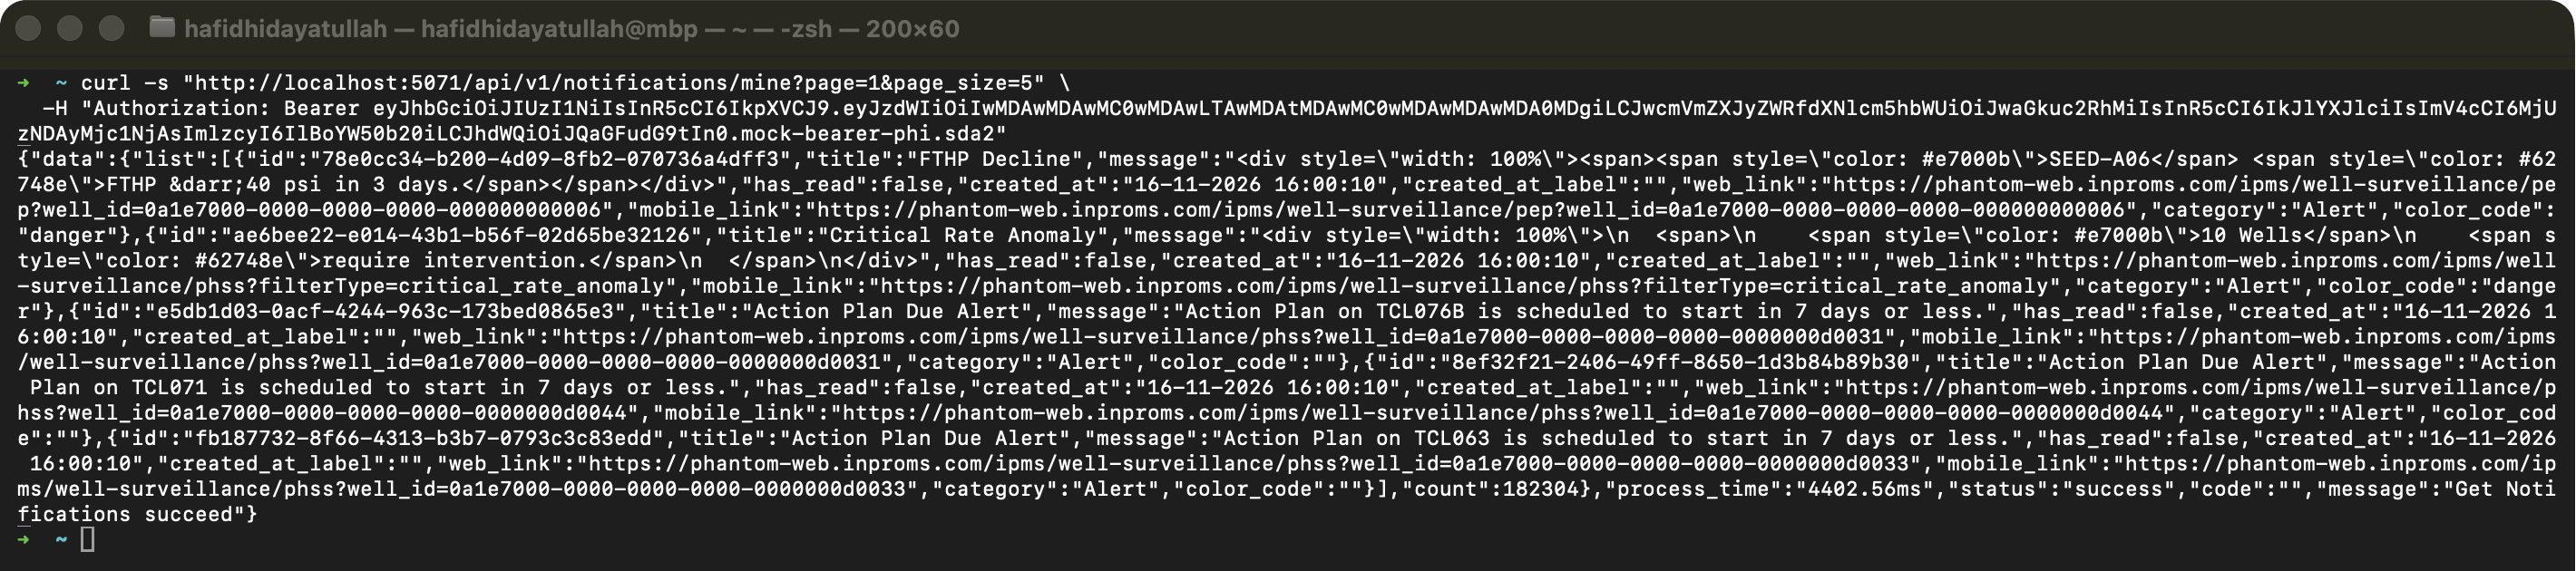 hafidhidayatullah — hafidhidayatullah@mbp — ~ — -zsh — 200×60
➜  ~ curl -s "http://localhost:5071/api/v1/notifications/mine?page=1&page_size=5" \
  -H "Authorization: Bearer eyJhbGciOiJIUzI1NiIsInR5cCI6IkpXVCJ9.eyJzdWIiOiIwMDAwMDAwMC0wMDAwLTAwMDAtMDAwMC0wMDAwMDAwMDA0MDgiLCJwcmVmZXJyZWRfdXNlcm5hbWUiOiJwaGkuc2RhMiIsInR5cCI6IkJlYXJlciIsImV4cCI6MjU
zNDAyMjc1NjAsImlzcyI6IlBoYW50b20iLCJhdWQiOiJQaGFudG9tIn0.mock-bearer-phi.sda2"
{"data":{"list":[{"id":"78e0cc34-b200-4d09-8fb2-070736a4dff3","title":"FTHP Decline","message":"<div style=\"width: 100%\"><span><span style=\"color: #e7000b\">SEED-A06</span> <span style=\"color: #62
748e\">FTHP &darr;40 psi in 3 days.</span></span></div>","has_read":false,"created_at":"16-11-2026 16:00:10","created_at_label":"","web_link":"https://phantom-web.inproms.com/ipms/well-surveillance/pe
p?well_id=0a1e7000-0000-0000-0000-000000000006","mobile_link":"https://phantom-web.inproms.com/ipms/well-surveillance/pep?well_id=0a1e7000-0000-0000-0000-000000000006","category":"Alert","color_code":
"danger"},{"id":"ae6bee22-e014-43b1-b56f-02d65be32126","title":"Critical Rate Anomaly","message":"<div style=\"width: 100%\">\n  <span>\n    <span style=\"color: #e7000b\">10 Wells</span>\n    <span s
tyle=\"color: #62748e\">require intervention.</span>\n  </span>\n</div>","has_read":false,"created_at":"16-11-2026 16:00:10","created_at_label":"","web_link":"https://phantom-web.inproms.com/ipms/well
-surveillance/phss?filterType=critical_rate_anomaly","mobile_link":"https://phantom-web.inproms.com/ipms/well-surveillance/phss?filterType=critical_rate_anomaly","category":"Alert","color_code":"dange
r"},{"id":"e5db1d03-0acf-4244-963c-173bed0865e3","title":"Action Plan Due Alert","message":"Action Plan on TCL076B is scheduled to start in 7 days or less.","has_read":false,"created_at":"16-11-2026 1
6:00:10","created_at_label":"","web_link":"https://phantom-web.inproms.com/ipms/well-surveillance/phss?well_id=0a1e7000-0000-0000-0000-0000000d0031","mobile_link":"https://phantom-web.inproms.com/ipms
/well-surveillance/phss?well_id=0a1e7000-0000-0000-0000-0000000d0031","category":"Alert","color_code":""},{"id":"8ef32f21-2406-49ff-8650-1d3b84b89b30","title":"Action Plan Due Alert","message":"Action
 Plan on TCL071 is scheduled to start in 7 days or less.","has_read":false,"created_at":"16-11-2026 16:00:10","created_at_label":"","web_link":"https://phantom-web.inproms.com/ipms/well-surveillance/p
hss?well_id=0a1e7000-0000-0000-0000-0000000d0044","mobile_link":"https://phantom-web.inproms.com/ipms/well-surveillance/phss?well_id=0a1e7000-0000-0000-0000-0000000d0044","category":"Alert","color_cod
e":""},{"id":"fb187732-8f66-4313-b3b7-0793c3c83edd","title":"Action Plan Due Alert","message":"Action Plan on TCL063 is scheduled to start in 7 days or less.","has_read":false,"created_at":"16-11-2026
 16:00:10","created_at_label":"","web_link":"https://phantom-web.inproms.com/ipms/well-surveillance/phss?well_id=0a1e7000-0000-0000-0000-0000000d0033","mobile_link":"https://phantom-web.inproms.com/ip
ms/well-surveillance/phss?well_id=0a1e7000-0000-0000-0000-0000000d0033","category":"Alert","color_code":""}],"count":182304},"process_time":"4402.56ms","status":"success","code":"","message":"Get Noti
fications succeed"}
➜  ~